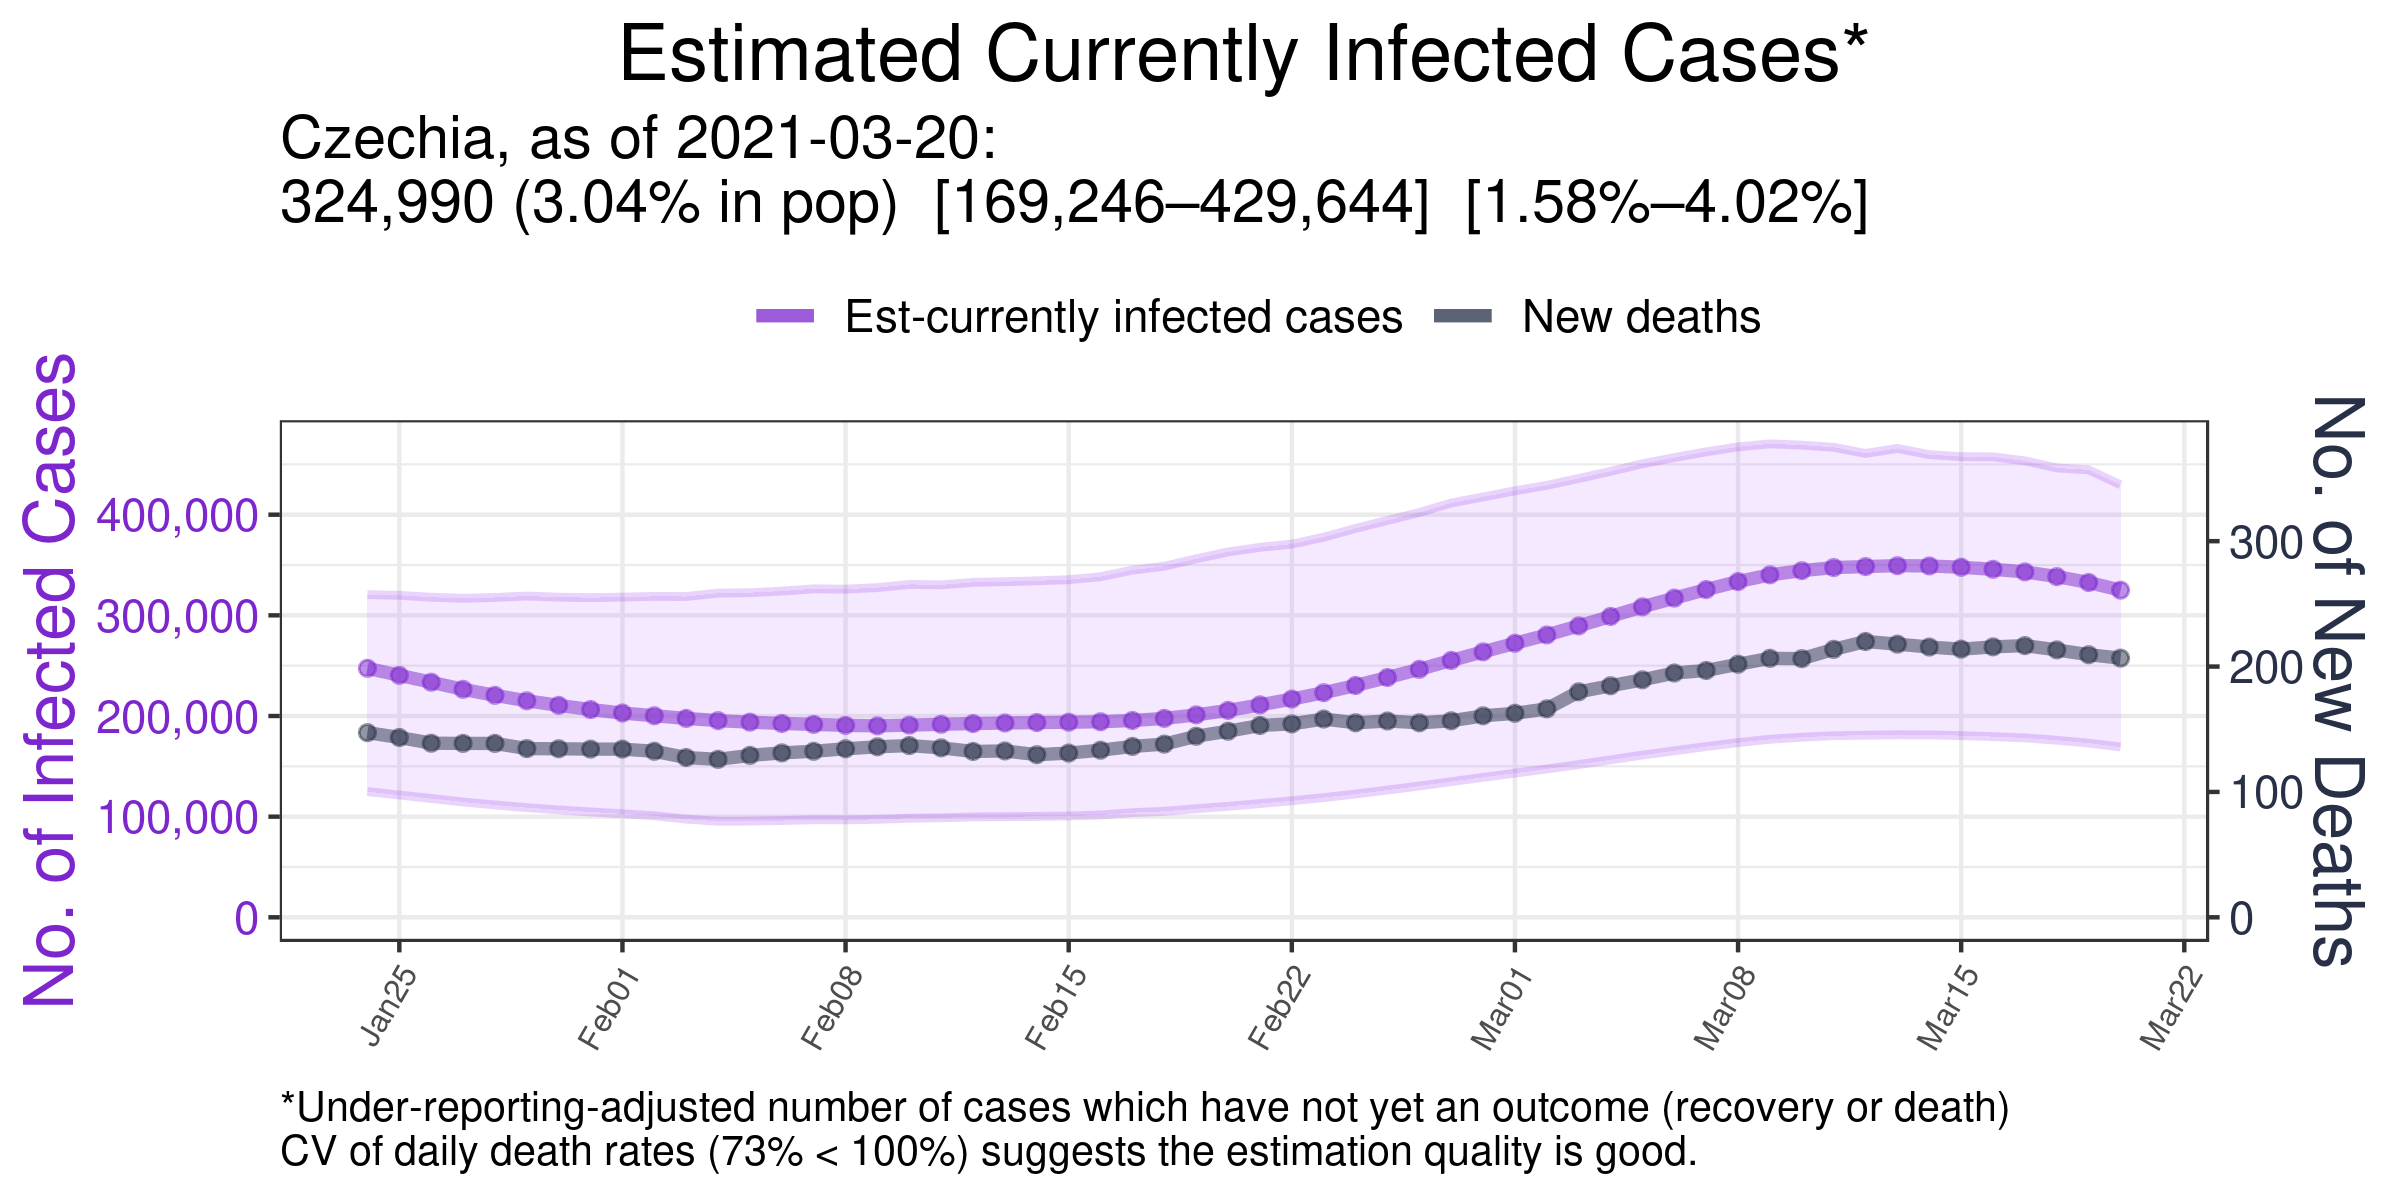 Estimated Currently Infected Cases*
Czechia, as of 2021-03-20:
324,990 (3.04% in pop)  [169,246–429,644]  [1.58%–4.02%]
Est-currently infected cases
New deaths
No. of Infected Cases
400,000
300,000
200,000
100,000
0
No. of New Deaths
300
200
100
0
Jan25
Feb01
Feb08
Feb15
Feb22
Mar01
Mar08
Mar15
Mar22
*Under-reporting-adjusted number of cases which have not yet an outcome (recovery or death)
CV of daily death rates (73% < 100%) suggests the estimation quality is good.